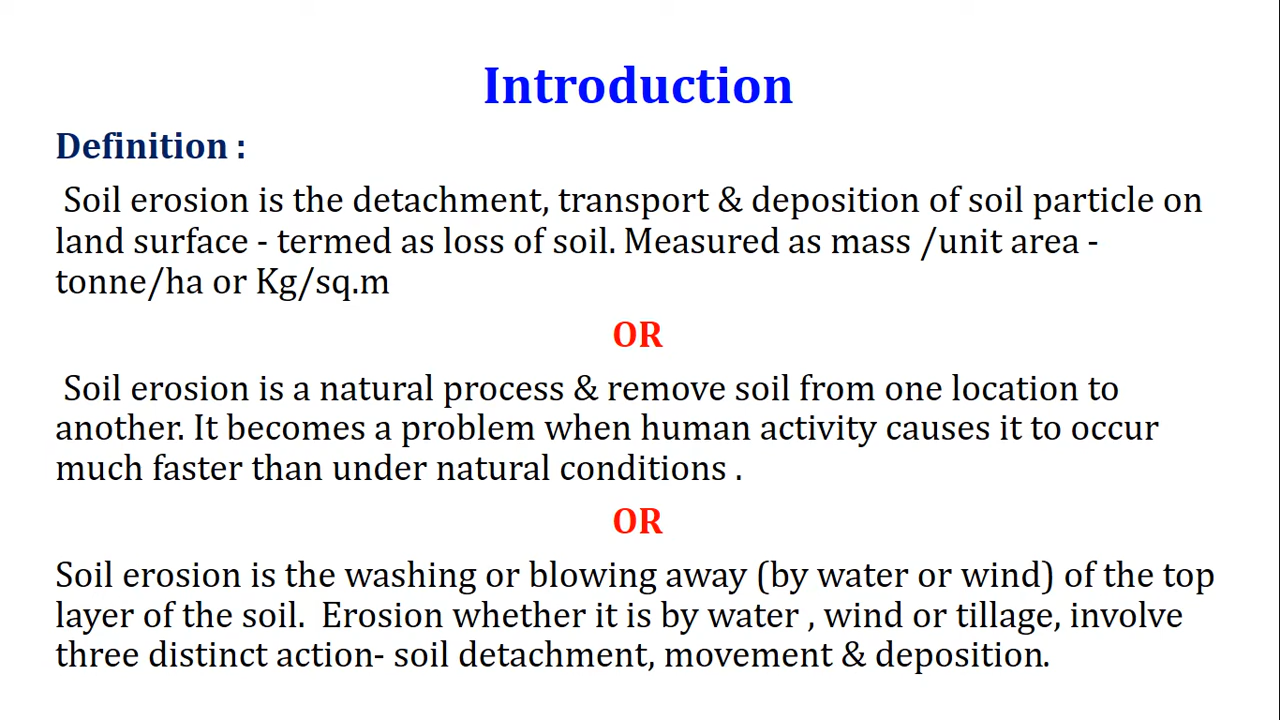 Introduction
Definition :
Soil erosion is the detachment, transport & deposition of soil particle on
land surface - termed as loss of soil. Measured as mass /unit area -
tonne/ha or Kg/sq.m
OR
Soil erosion is a natural process & remove soil from one location to
another. It becomes a problem when human activity causes it to occur
much faster than under natural conditions .
OR
Soil erosion is the washing or blowing away (by water or wind) of the top
layer of the soil.  Erosion whether it is by water , wind or tillage, involve
three distinct action- soil detachment, movement & deposition.